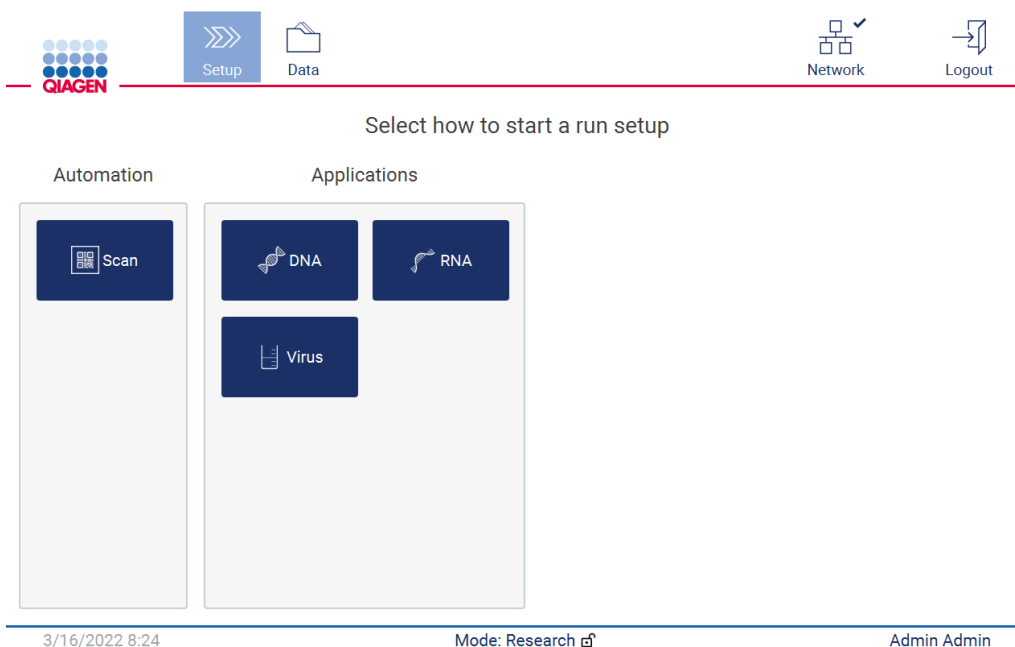 QIAGEN
Setup
Data
Network
Logout
Select how to start a run setup
Automation
Applications
Scan
DNA
RNA
Virus
3/16/2022 8:24
Mode: Research
Admin Admin